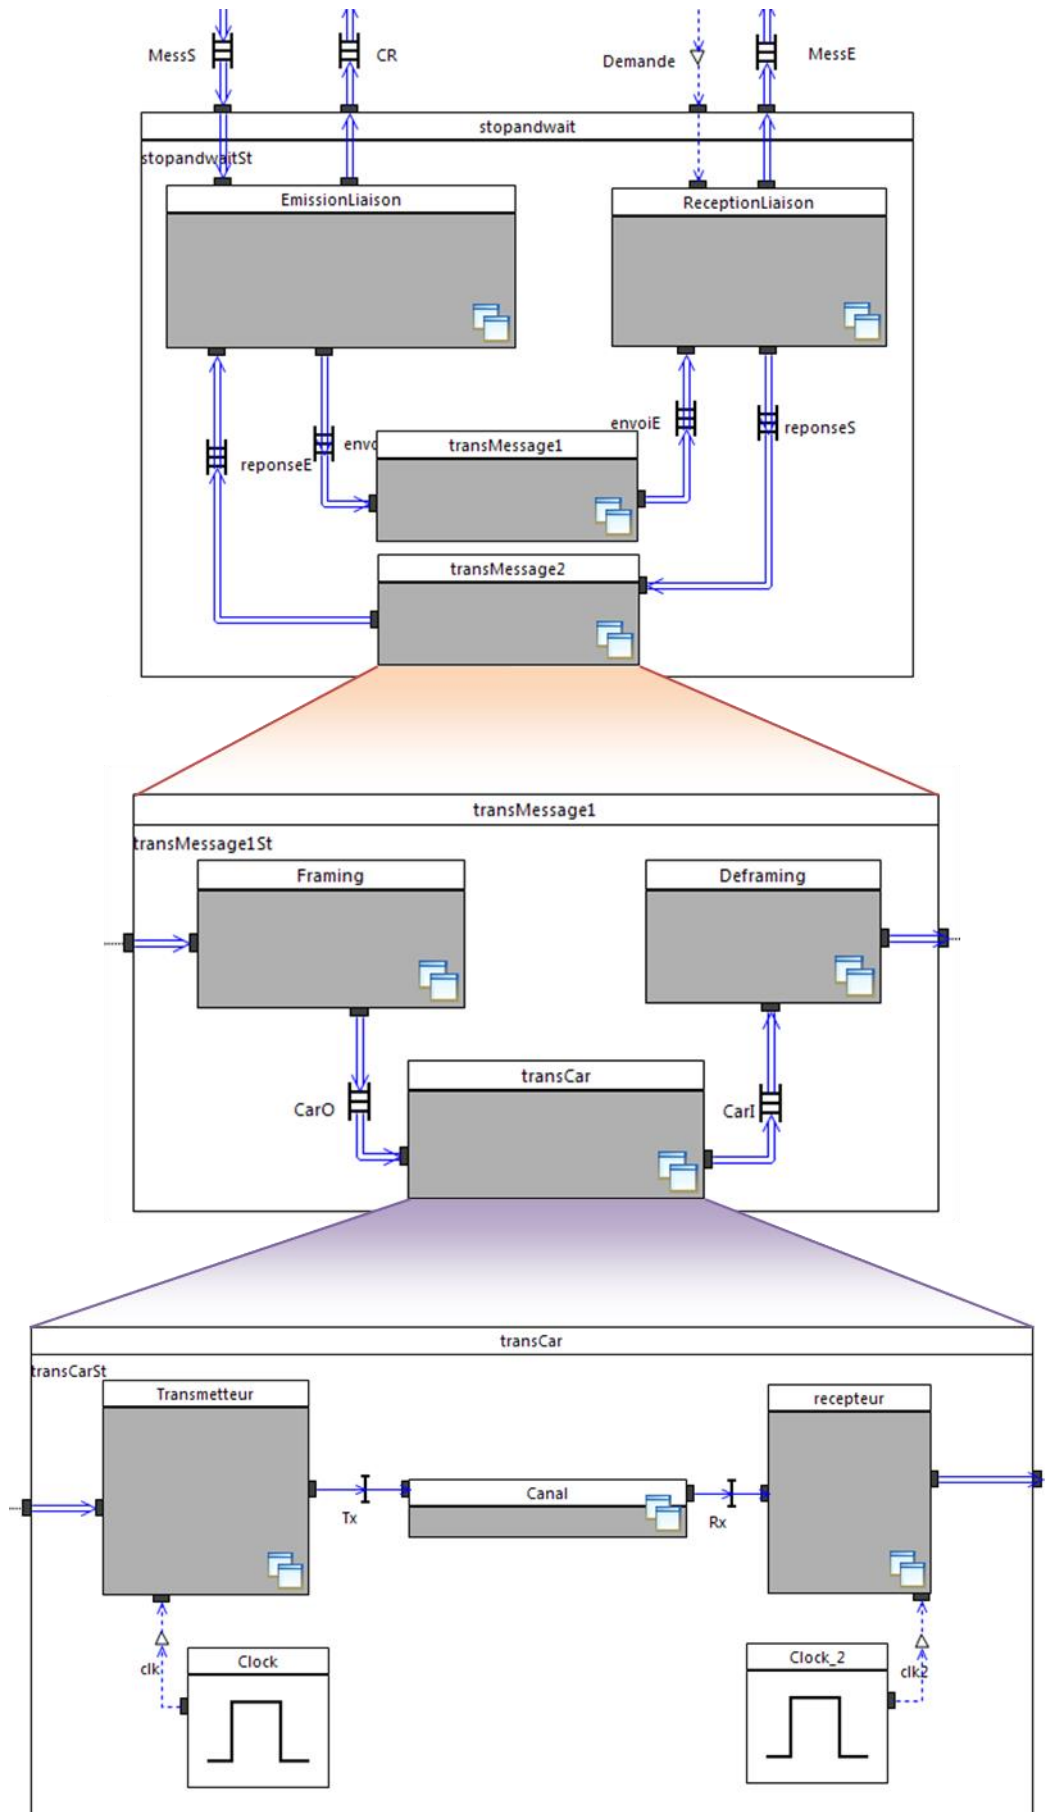 MessS
CR
Demande
MessE
stopandwait
stopandwaitSt
EmissionLiaison
ReceptionLiaison
reponseE
envo
envoiE
reponseS
transMessage1
transMessage2
transMessage1
transMessage1St
Framing
Deframing
transCar
CarO
CarI
transCar
transCarSt
Transmetteur
recepteur
Canal
Tx
Rx
clk
Clock
Clock_2
clk2